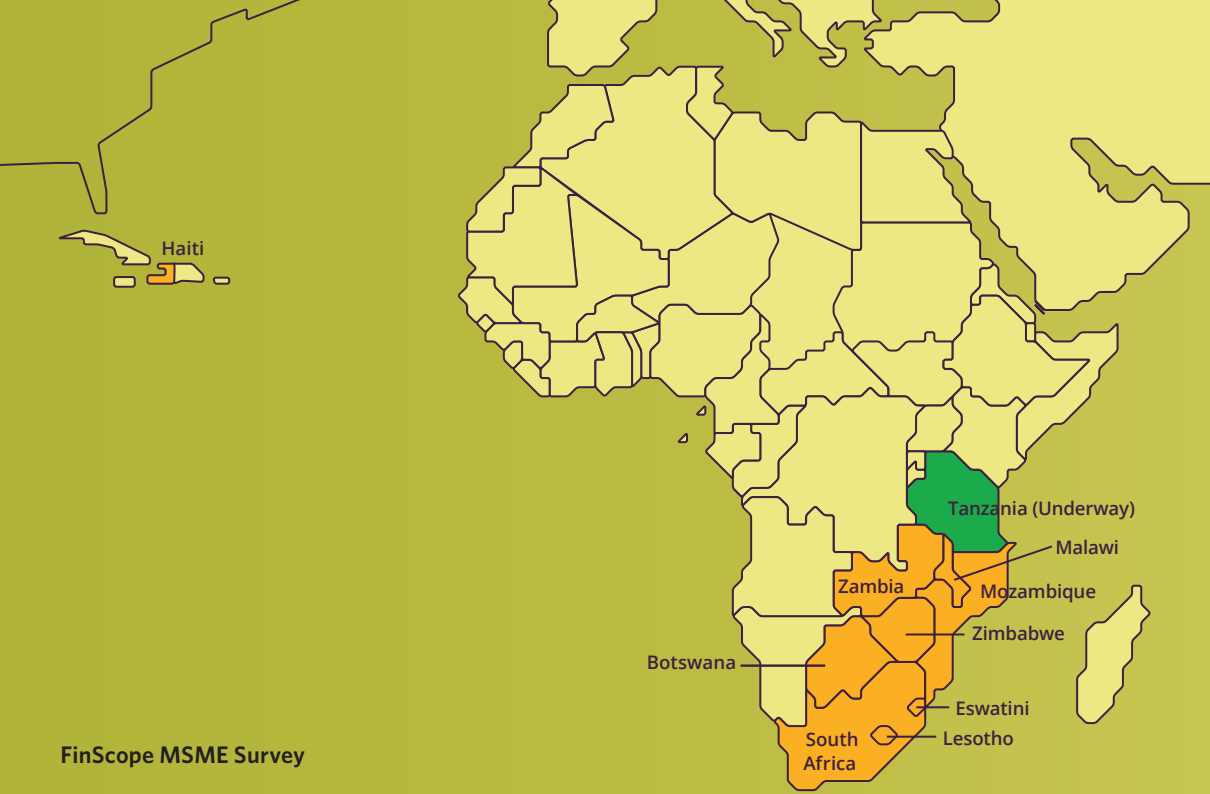 Haiti
Tanzania (Underway)
Malawi
Zambia
Mozambique
Zimbabwe
Botswana
Eswatini
South
Africa
Lesotho
FinScope MSME Survey